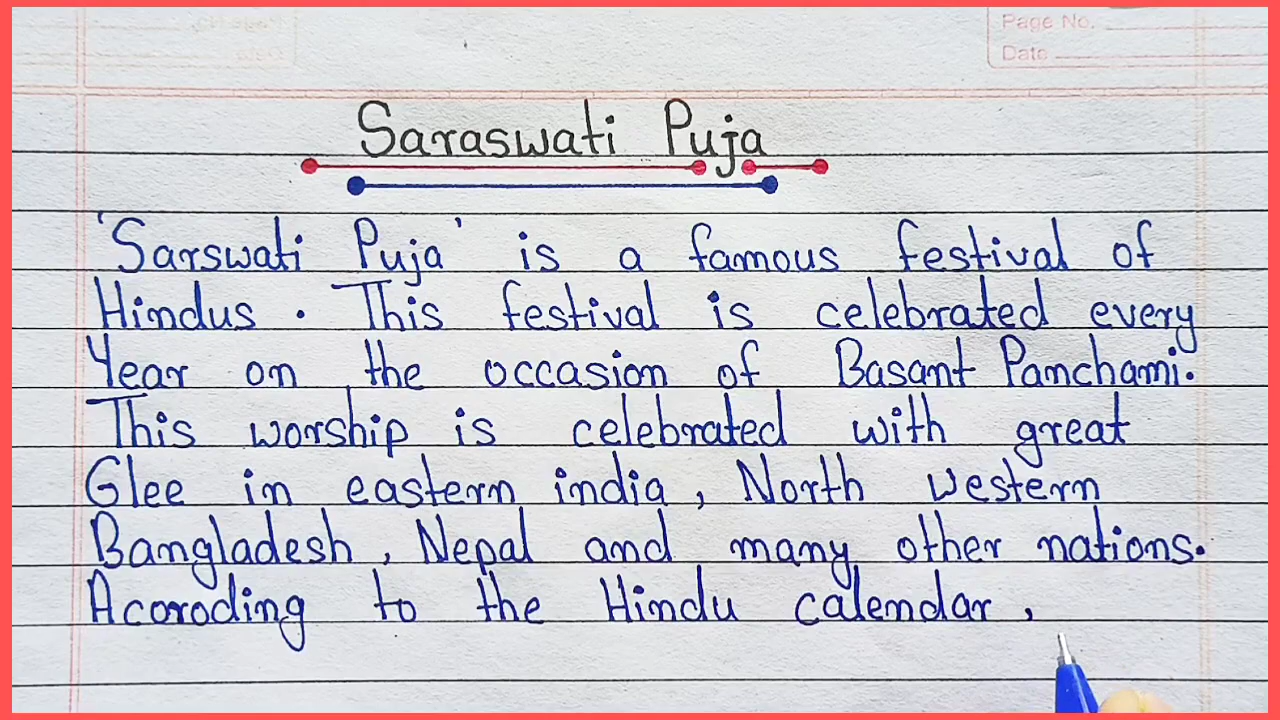 Page No.
Date
Saraswati Puja
'Sarswati Puja' is a famous festival of
Hindus. This festival is celebrated every
Year on the occasion of Basant Panchami.
This worship is celebrated with great
Glee in eastern india, North western
Bangladesh, Nepal and many other nations.
Acoroding to the Hindu calendar,